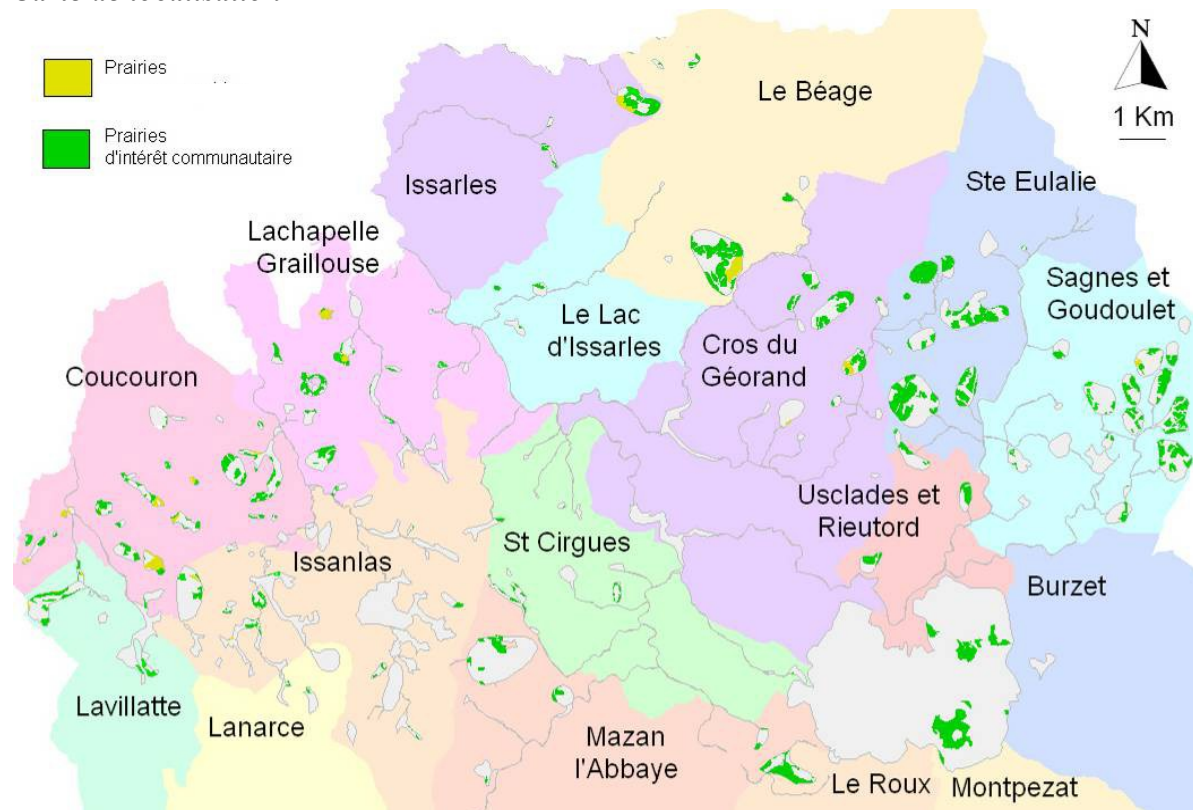 Prairies
Prairies
d'intérêt communautaire
N
1 Km
Le Béage
Issarles
Ste Eulalie
Lachapelle
Graillouse
Sagnes et
Goudoulet
Le Lac
d'Issarles
Cros du
Géorand
Coucouron
Usclades et
Rieutord
St Cirgues
Issanlas
Burzet
Lavillatte
Lanarce
Mazan
l'Abbaye
Le Roux
Montpezat